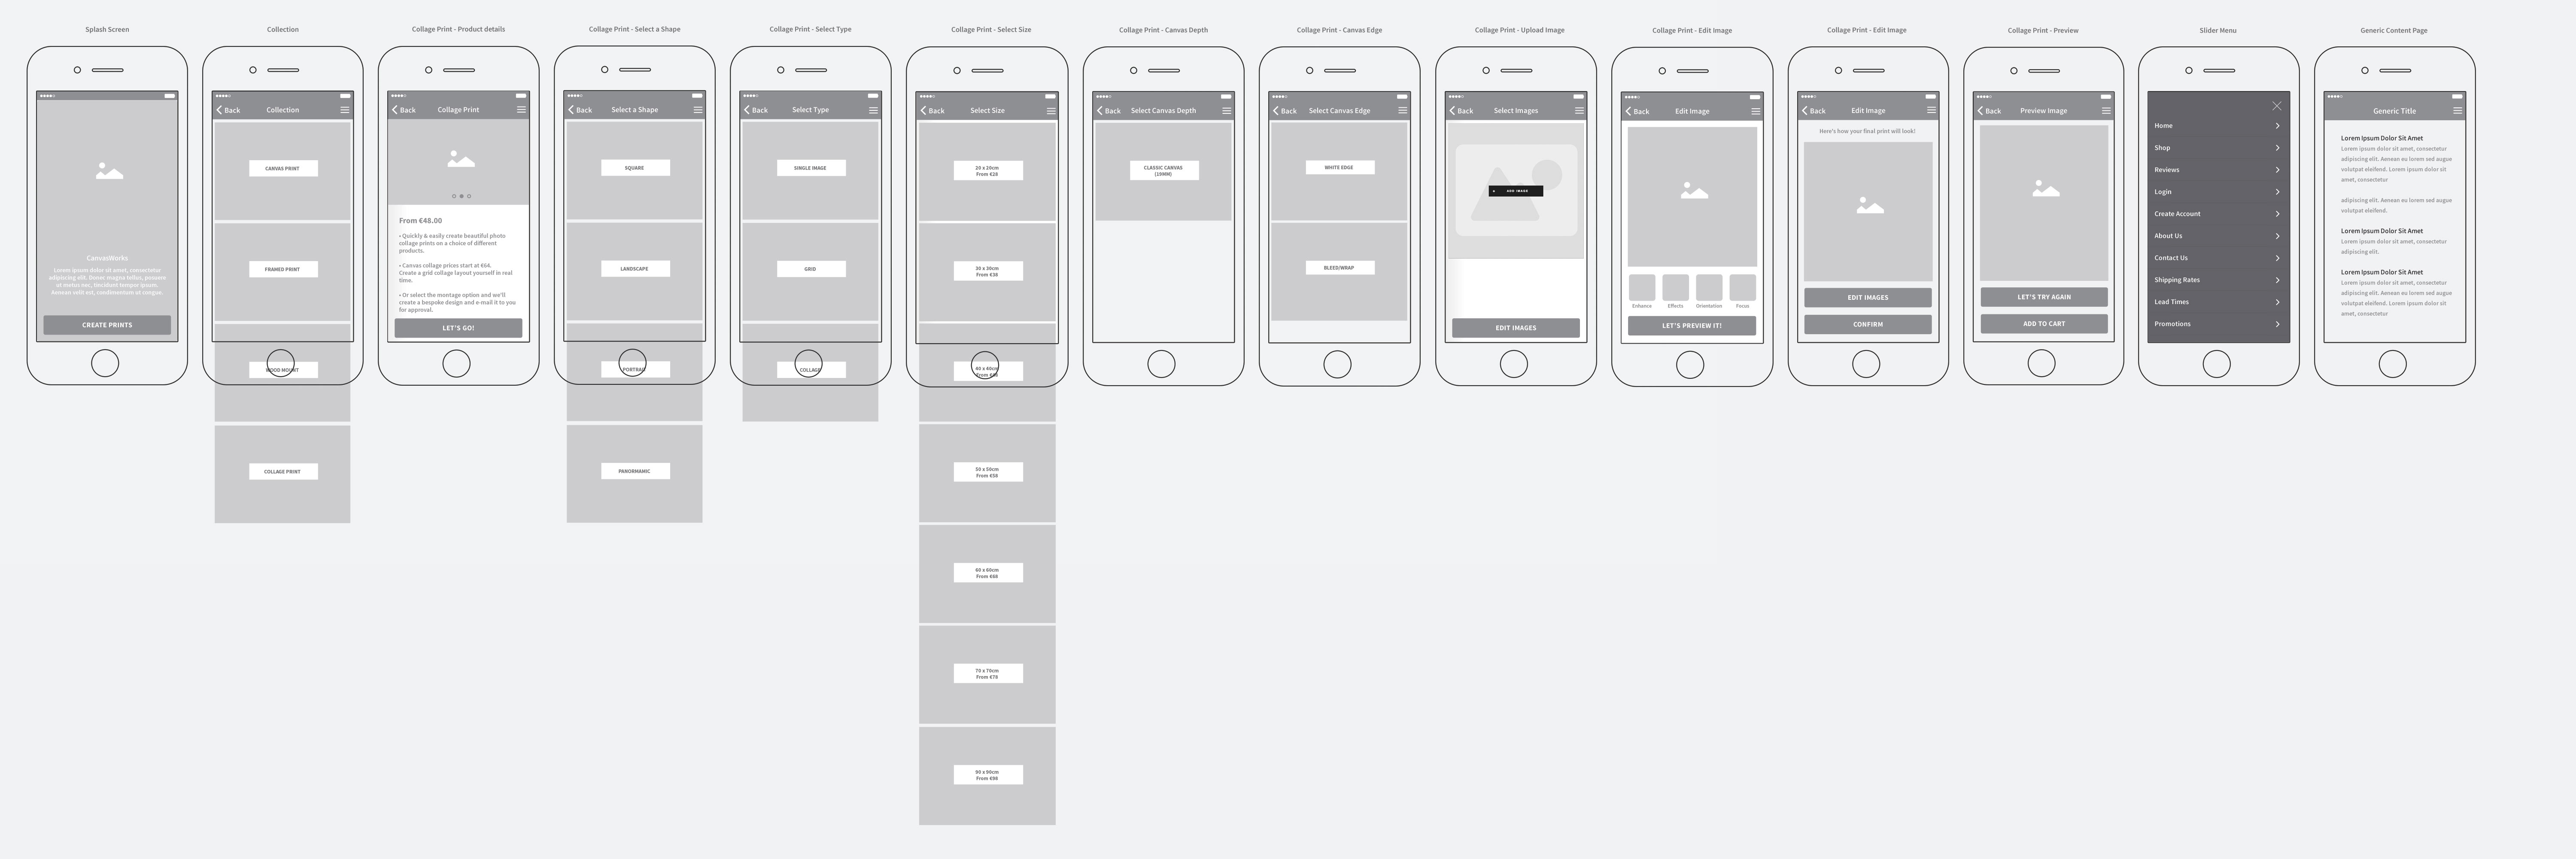 Splash Screen
CanvasWorks
Lorem ipsum dolor sit amet, consectetur
adipiscing elit. Donec magna tellus, posuere
ut metus nec, tincidunt tempor ipsum.
Aenean velit est, condimentum ut congue.
CREATE PRINTS
Collection
Back
Collection
CANVAS PRINT
FRAMED PRINT
WOOD MOUNT
COLLAGE PRINT
Collage Print - Product details
Back
Collage Print
From €48.00
• Quickly & easily create beautiful photo
collage prints on a choice of different
products.
• Canvas collage prices start at €64.
Create a grid collage layout yourself in real
time.
• Or select the montage option and we'll
create a bespoke design and e-mail it to you
for approval.
LET'S GO!
Collage Print - Select a Shape
Back
Select a Shape
SQUARE
LANDSCAPE
PORTRAIT
PANORMAMIC
Collage Print - Select Type
Back
Select Type
SINGLE IMAGE
GRID
COLLAGE
Collage Print - Select Size
Back
Select Size
20 x 20cm
From €28
30 x 30cm
From €38
40 x 40cm
50 x 50cm
From €58
60 x 60cm
From €68
70 x 70cm
From €78
90 x 90cm
From €98
Collage Print - Canvas Depth
Back
Select Canvas Depth
CLASSIC CANVAS
(19MM)
Collage Print - Canvas Edge
Back
Select Canvas Edge
WHITE EDGE
BLEED/WRAP
Collage Print - Upload Image
Back
Select Images
ADD IMAGE
EDIT IMAGES
Collage Print - Edit Image
Back
Edit Image
Enhance
Effects
Orientation
Focus
LET'S PREVIEW IT!
Collage Print - Edit Image
Back
Edit Image
Here's how your final print will look!
EDIT IMAGES
CONFIRM
Collage Print - Preview
Back
Preview Image
LET'S TRY AGAIN
ADD TO CART
Slider Menu
Home
Shop
Reviews
Login
Create Account
About Us
Contact Us
Shipping Rates
Lead Times
Promotions
Generic Content Page
Generic Title
Lorem Ipsum Dolor Sit Amet
Lorem ipsum dolor sit amet, consectetur
adipiscing elit. Aenean eu lorem sed augue
volutpat eleifend. Lorem ipsum dolor sit
amet, consectetur
adipiscing elit. Aenean eu lorem sed augue
volutpat eleifend.
Lorem Ipsum Dolor Sit Amet
Lorem ipsum dolor sit amet, consectetur
adipiscing elit.
Lorem Ipsum Dolor Sit Amet
Lorem ipsum dolor sit amet, consectetur
adipiscing elit. Aenean eu lorem sed augue
volutpat eleifend. Lorem ipsum dolor sit
amet, consectetur